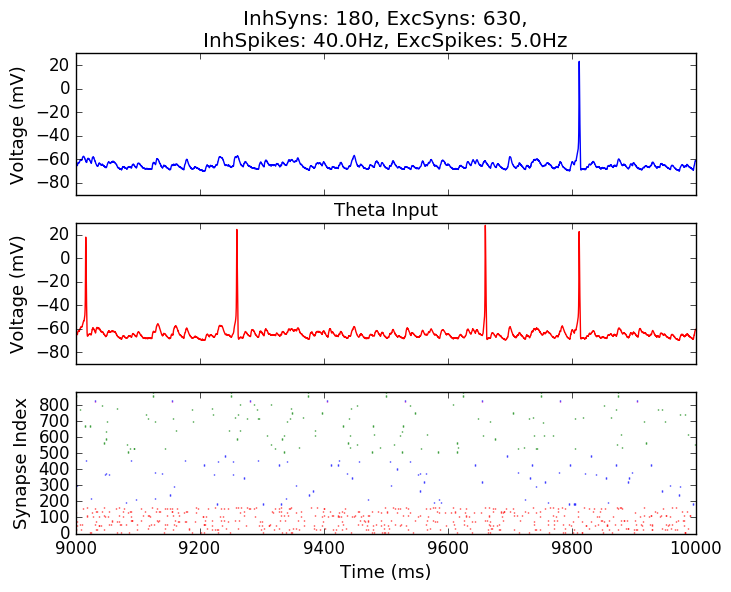 InhSyns: 180, ExcSyns: 630,
InhSpikes: 40.0Hz, ExcSpikes: 5.0Hz
20
0
−20
−40
−60
−80
Voltage (mV)
Theta Input
20
0
−20
−40
−60
−80
Voltage (mV)
800
700
600
500
400
300
200
100
0
Synapse Index
9000 9200 9400 9600 9800 10000
Time (ms)